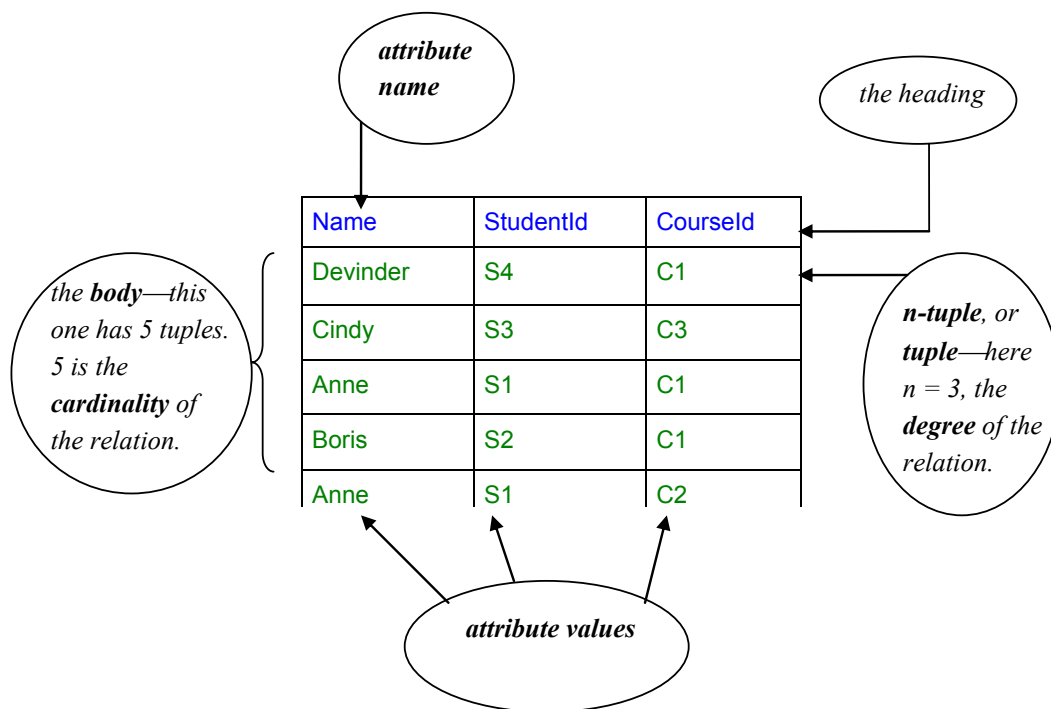 attribute
name
the heading
Name StudentId CourseId
Devinder S4 C1
Cindy S3 C3
Anne S1 C1
Boris S2 C1
Anne S1 C2
the body—this
one has 5 tuples.
5 is the
cardinality of
the relation.
n-tuple, or
tuple—here
n = 3, the
degree of the
relation.
attribute values